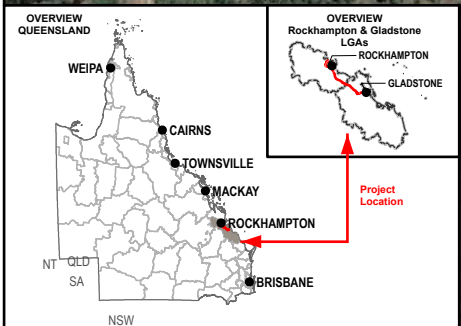 OVERVIEW
QUEENSLAND
WEIPA
CAIRNS
TOWNSVILLE
MACKAY
ROCKHAMPTON
BRISBANE
NT
QLD
SA
NSW
OVERVIEW
Rockhampton & Gladstone
LGAs
ROCKHAMPTON
GLADSTONE
Project
Location